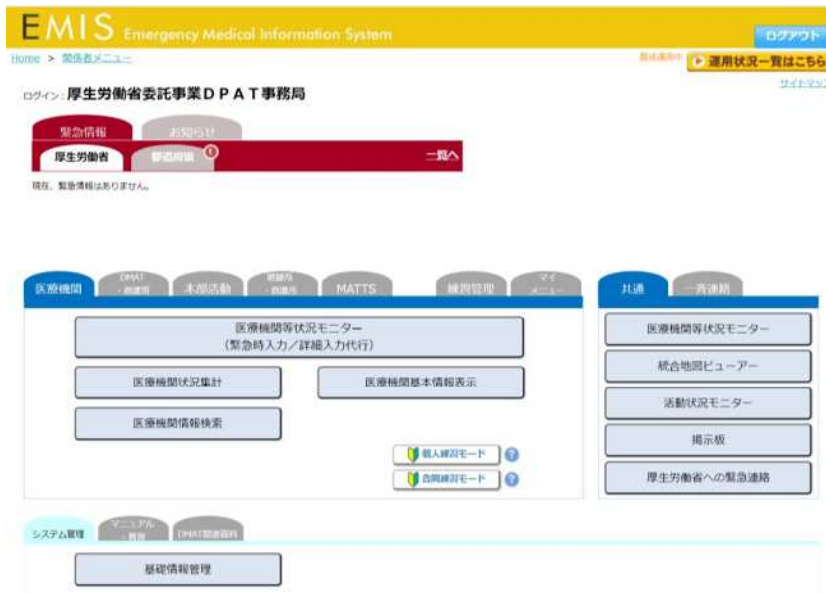 EMIS Emergency Medical Information System
ログアウト
Home > 関係者メニュー
運用状況一覧はこちら
サイトマップ
ログイン: 厚生労働省委託事業DPAT事務局
緊急情報 お知らせ
厚生労働省 都道府県 1 一覧へ
現在、緊急情報はありません。
医療機関 DMAT 本部活動 MATTS 練習管理 マイメニュー
共通 一斉連絡
医療機関等状況モニター
(緊急時入力/詳細入力代行)
医療機関状況集計 医療機関基本情報表示
医療機関情報検索
個人練習モード ?
合同練習モード ?
医療機関等状況モニター
統合地図ビューアー
活動状況モニター
掲示板
厚生労働省への緊急連絡
システム管理 マニュアル DMAT関連資料
基礎情報管理